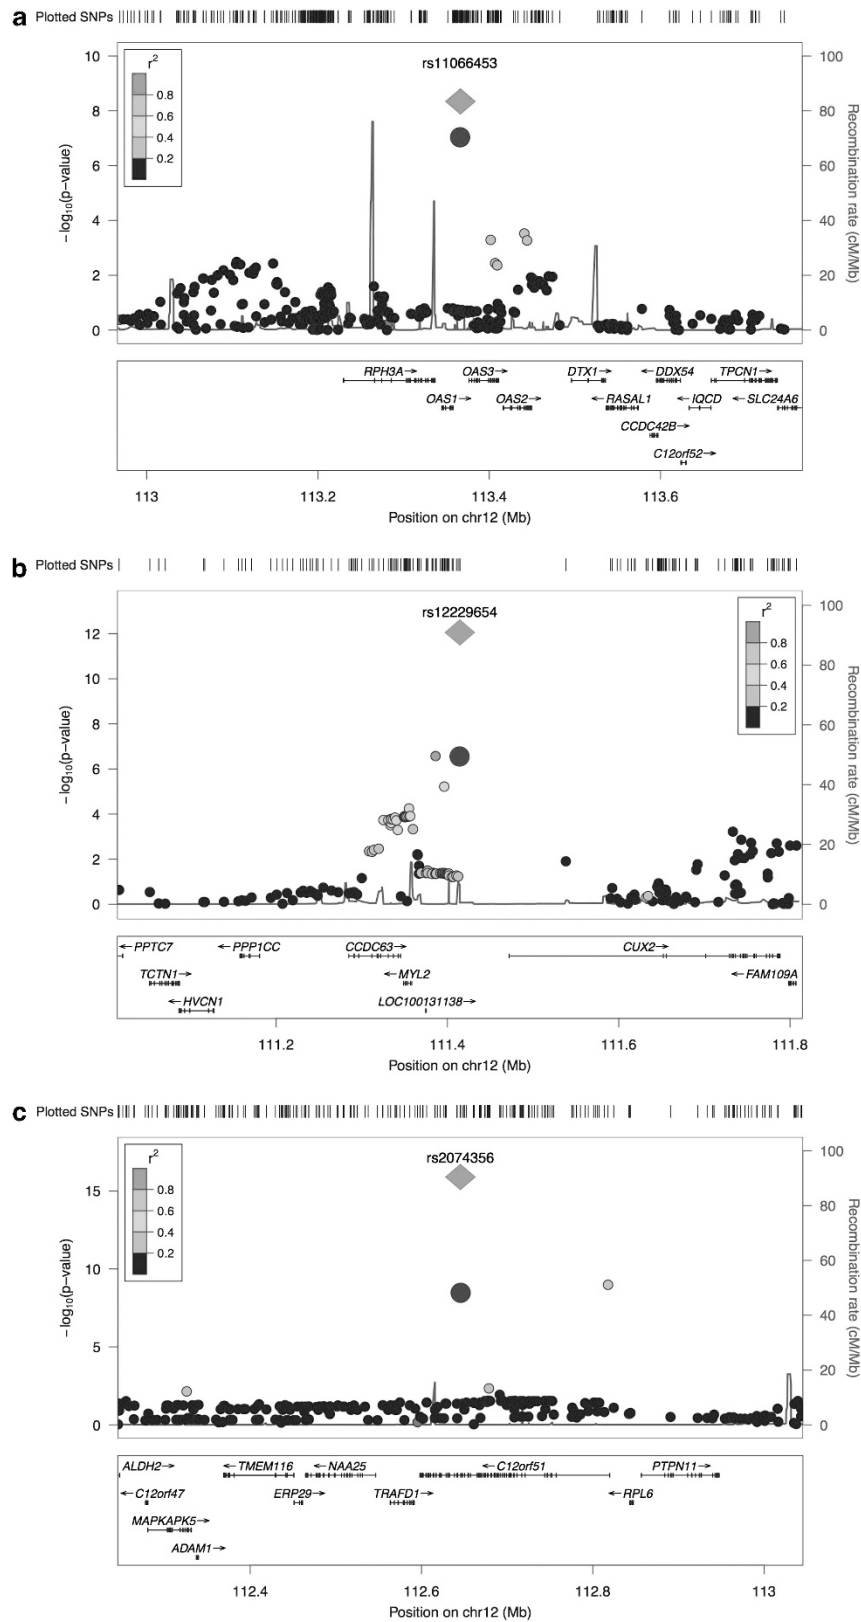 a Plotted SNPs
10 r² rs11066453 100
0.8
8 0.6 80
0.4
0.2
6 60
−log₁₀(p−value) Recombination rate (cM/Mb)
4 40
2 20
0 0
RPH3A→ OAS3→ DTX1→ ←DDX54 TPCN1→
OAS1→ OAS2→ ←RASAL1 ←IQCD ←SLC24A6
CCDC42B→
C12orf52→
113 113.2 113.4 113.6
Position on chr12 (Mb)
b Plotted SNPs
rs12229654 r² 100
12 0.8
10 0.6 80
0.4
8 0.2 60
−log₁₀(p−value) Recombination rate (cM/Mb)
6
4 40
2 20
0 0
←PPTC7 ←PPP1CC CCDC63→ CUX2→
TCTN1→ ←MYL2 ←FAM109A
←HVCN1 LOC100131138→
111.2 111.4 111.6 111.8
Position on chr12 (Mb)
c Plotted SNPs
r² rs2074356 100
15 0.8
0.6 80
0.4
10 0.2 60
−log₁₀(p−value) Recombination rate (cM/Mb)
5 40
20
0 0
ALDH2→ ←TMEM116 ←NAA25 ←C12orf51 PTPN11→
←C12orf47 ERP29→ TRAFD1→ ←RPL6
MAPKAPK5→
ADAM1→
112.4 112.6 112.8 113
Position on chr12 (Mb)